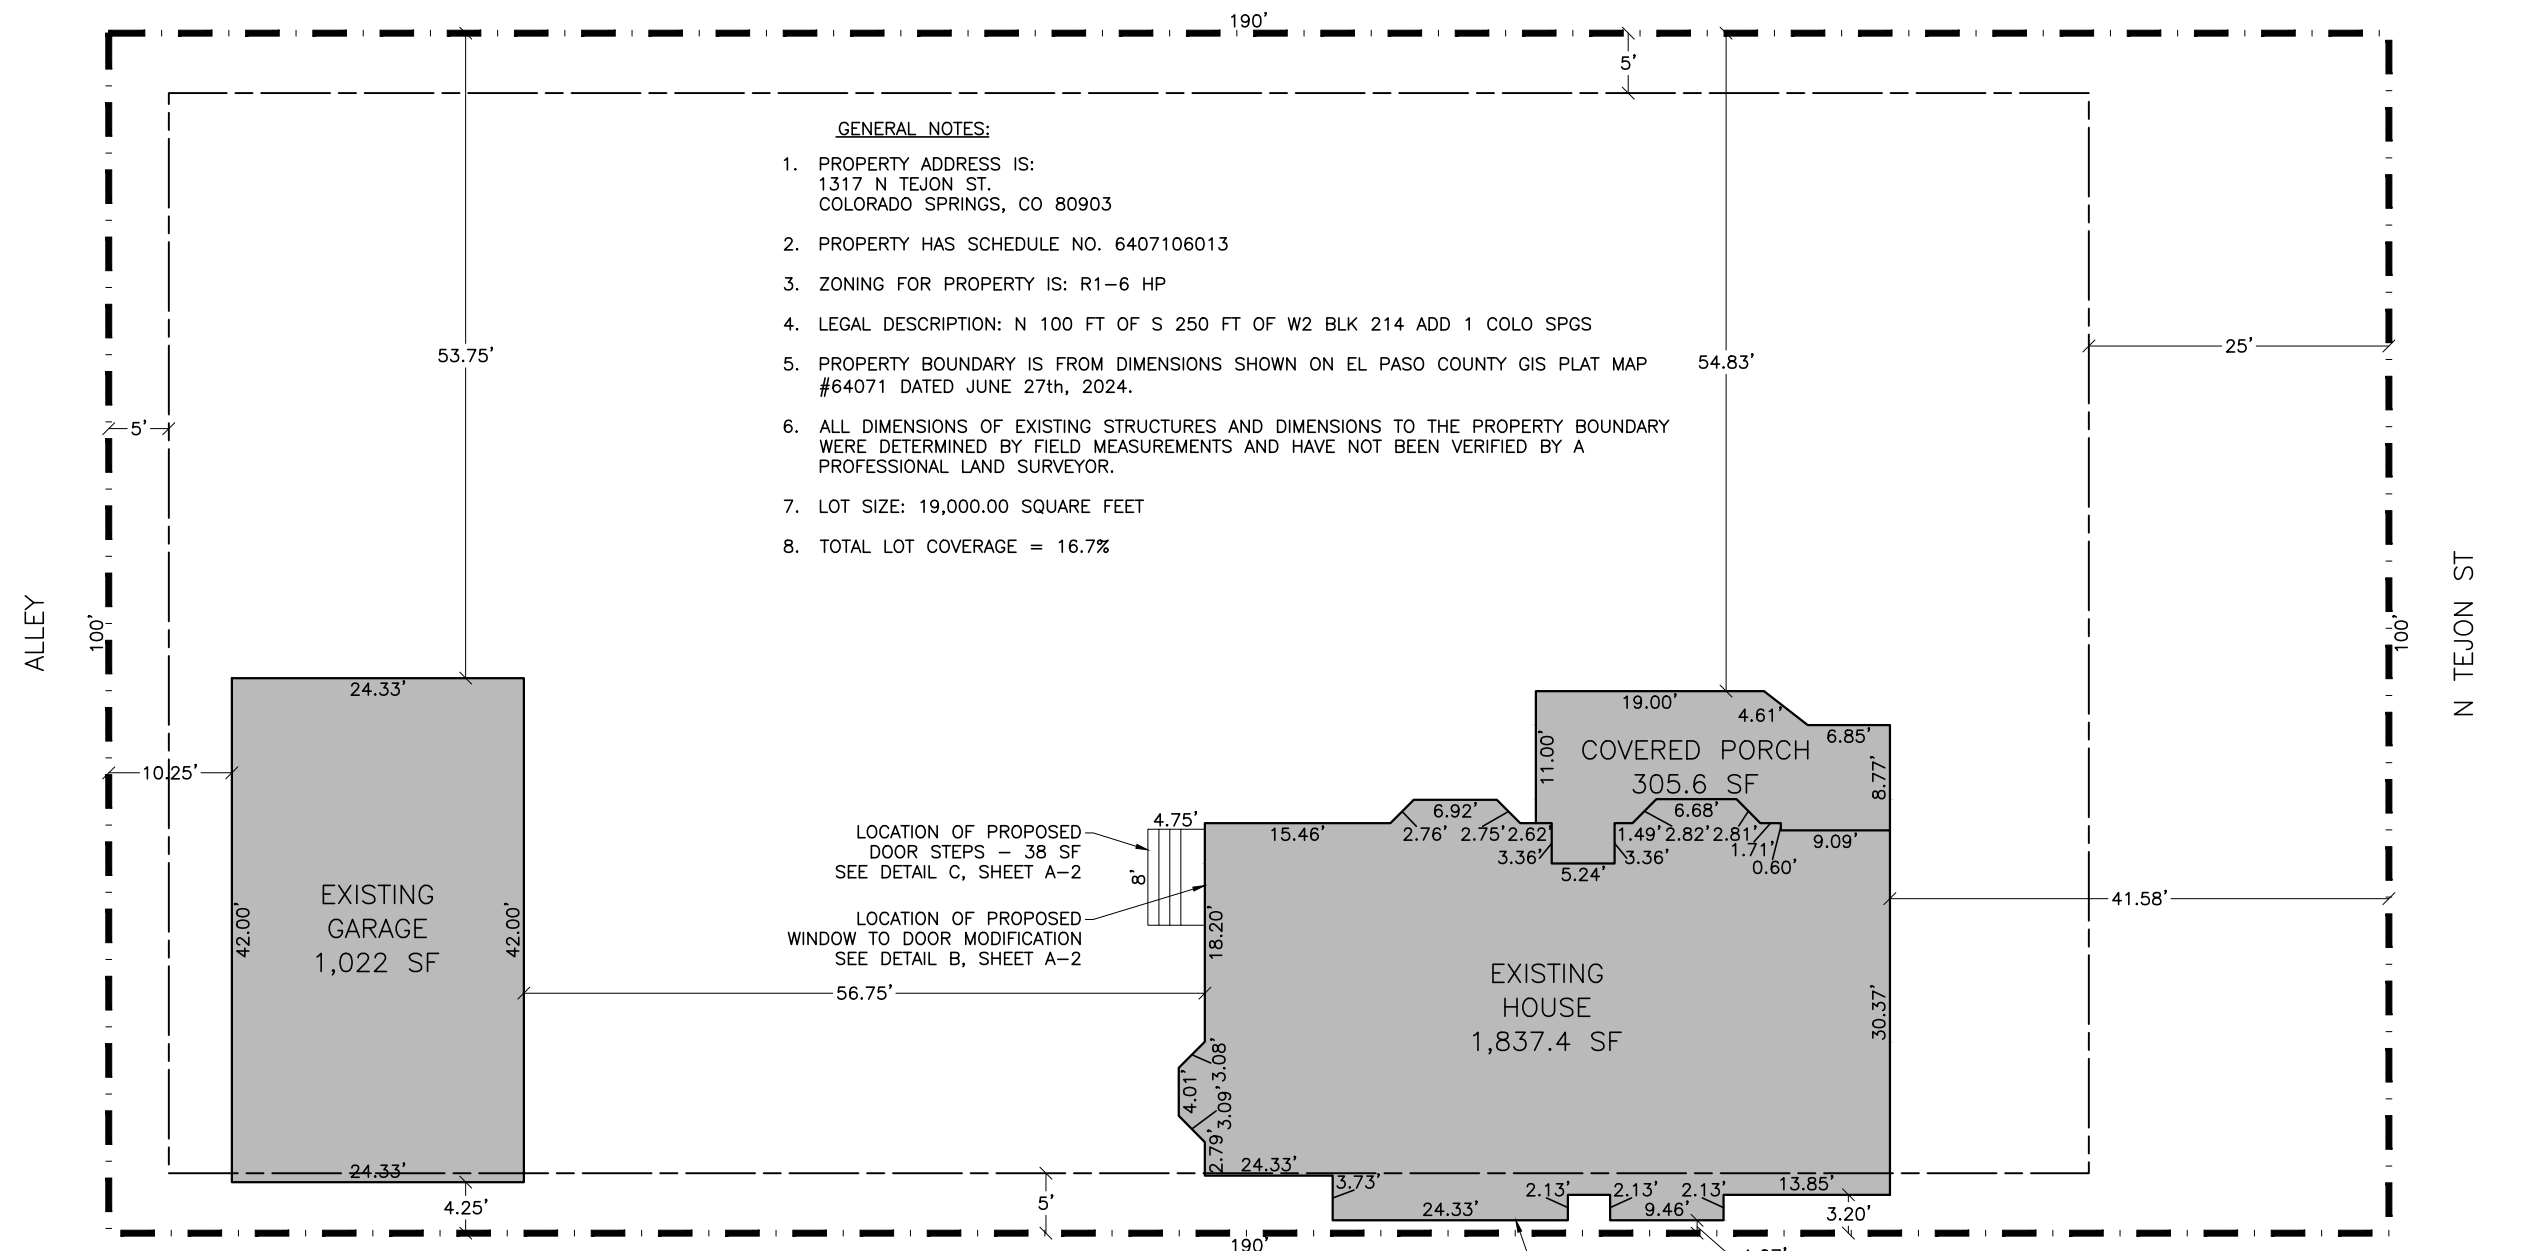 190'
5'
GENERAL NOTES:
1. PROPERTY ADDRESS IS:
1317 N TEJON ST.
COLORADO SPRINGS, CO 80903
2. PROPERTY HAS SCHEDULE NO. 6407106013
3. ZONING FOR PROPERTY IS: R1-6 HP
4. LEGAL DESCRIPTION: N 100 FT OF S 250 FT OF W2 BLK 214 ADD 1 COLO SPGS
5. PROPERTY BOUNDARY IS FROM DIMENSIONS SHOWN ON EL PASO COUNTY GIS PLAT MAP
#64071 DATED JUNE 27th, 2024.
6. ALL DIMENSIONS OF EXISTING STRUCTURES AND DIMENSIONS TO THE PROPERTY BOUNDARY
WERE DETERMINED BY FIELD MEASUREMENTS AND HAVE NOT BEEN VERIFIED BY A
PROFESSIONAL LAND SURVEYOR.
7. LOT SIZE: 19,000.00 SQUARE FEET
8. TOTAL LOT COVERAGE = 16.7%
53.75'
54.83'
25'
5'
ALLEY
100'
100'
N TEJON ST
24.33'
10.25'
42.00'
42.00'
EXISTING
GARAGE
1,022 SF
24.33'
4.25'
56.75'
5'
LOCATION OF PROPOSED
DOOR STEPS - 38 SF
SEE DETAIL C, SHEET A-2
LOCATION OF PROPOSED
WINDOW TO DOOR MODIFICATION
SEE DETAIL B, SHEET A-2
4.75'
8'
19.00'
4.61'
6.85'
11.00'
COVERED PORCH
305.6 SF
8.77'
15.46'
6.92'
2.76'
2.75'
2.62'
3.36'
5.24'
3.36'
1.49'
6.68'
2.82'
2.81'
1.71'
0.60'
9.09'
41.58'
18.20'
EXISTING
HOUSE
1,837.4 SF
30.37'
3.08'
4.01'
3.09'
2.79'
24.33'
3.73'
24.33'
2.13'
2.13'
9.46'
2.13'
13.85'
3.20'
190'